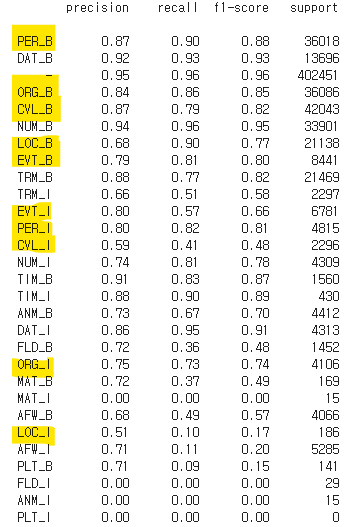 precision recall f1-score support
PER_B 0.87 0.90 0.88 36018
DAT_B 0.92 0.93 0.93 13696
- 0.95 0.96 0.96 402451
ORG_B 0.84 0.86 0.85 36086
CVL_B 0.87 0.79 0.82 42043
NUM_B 0.94 0.96 0.95 33901
LOC_B 0.68 0.90 0.77 21138
EVT_B 0.79 0.81 0.80 8441
TRM_B 0.88 0.77 0.82 21469
TRM_I 0.66 0.51 0.58 2297
EVT_I 0.80 0.57 0.66 6781
PER_I 0.80 0.82 0.81 4815
CVL_I 0.59 0.41 0.48 2296
NUM_I 0.74 0.81 0.78 4309
TIM_B 0.91 0.83 0.87 1560
TIM_I 0.88 0.90 0.89 430
ANM_B 0.73 0.67 0.70 4412
DAT_I 0.86 0.95 0.91 4313
FLD_B 0.72 0.36 0.48 1452
ORG_I 0.75 0.73 0.74 4106
MAT_B 0.72 0.37 0.49 169
MAT_I 0.00 0.00 0.00 15
AFW_B 0.68 0.49 0.57 4066
LOC_I 0.51 0.10 0.17 186
AFW_I 0.71 0.11 0.20 5285
PLT_B 0.71 0.09 0.15 141
FLD_I 0.00 0.00 0.00 29
ANM_I 0.00 0.00 0.00 15
PLT_I 0.00 0.00 0.00 0